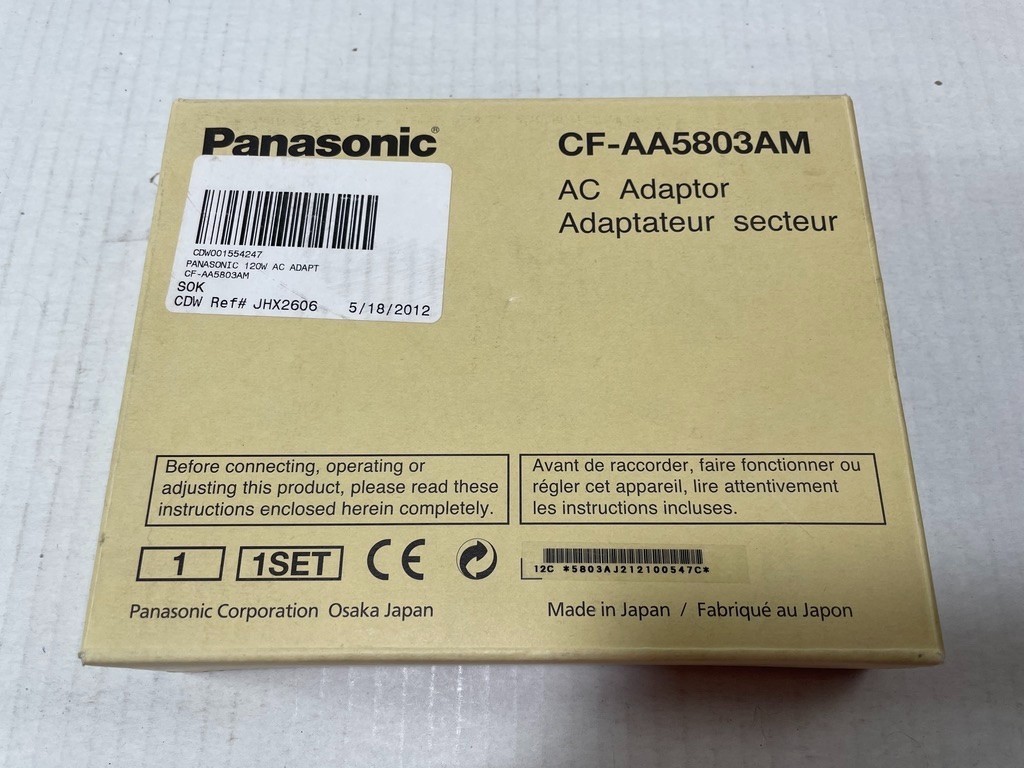 Panasonic®
CDW001554247
PANASONIC 120W AC ADAPT
CF-AA5803AM
SOK
CDW Ref# JHX2606 5/18/2012
CF-AA5803AM
AC Adaptor
Adaptateur secteur
Before connecting, operating or
adjusting this product, please read these
instructions enclosed herein completely.
Avant de raccorder, faire fonctionner ou
régler cet appareil, lire attentivement
les instructions incluses.
1
1SET
CE
12C *5803AJ212100547C*
Panasonic Corporation Osaka Japan
Made in Japan / Fabriqué au Japon